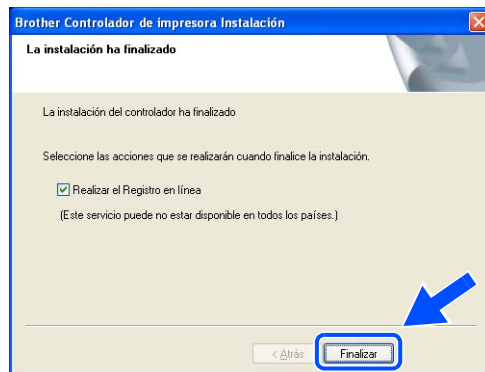 Brother Controlador de impresora Instalación
La instalación ha finalizado
La instalación del controlador ha finalizado
Seleccione las acciones que se realizarán cuando finalice la instalación.
Realizar el Registro en línea
(Este servicio puede no estar disponible en todos los países.)
< Atrás Finalizar